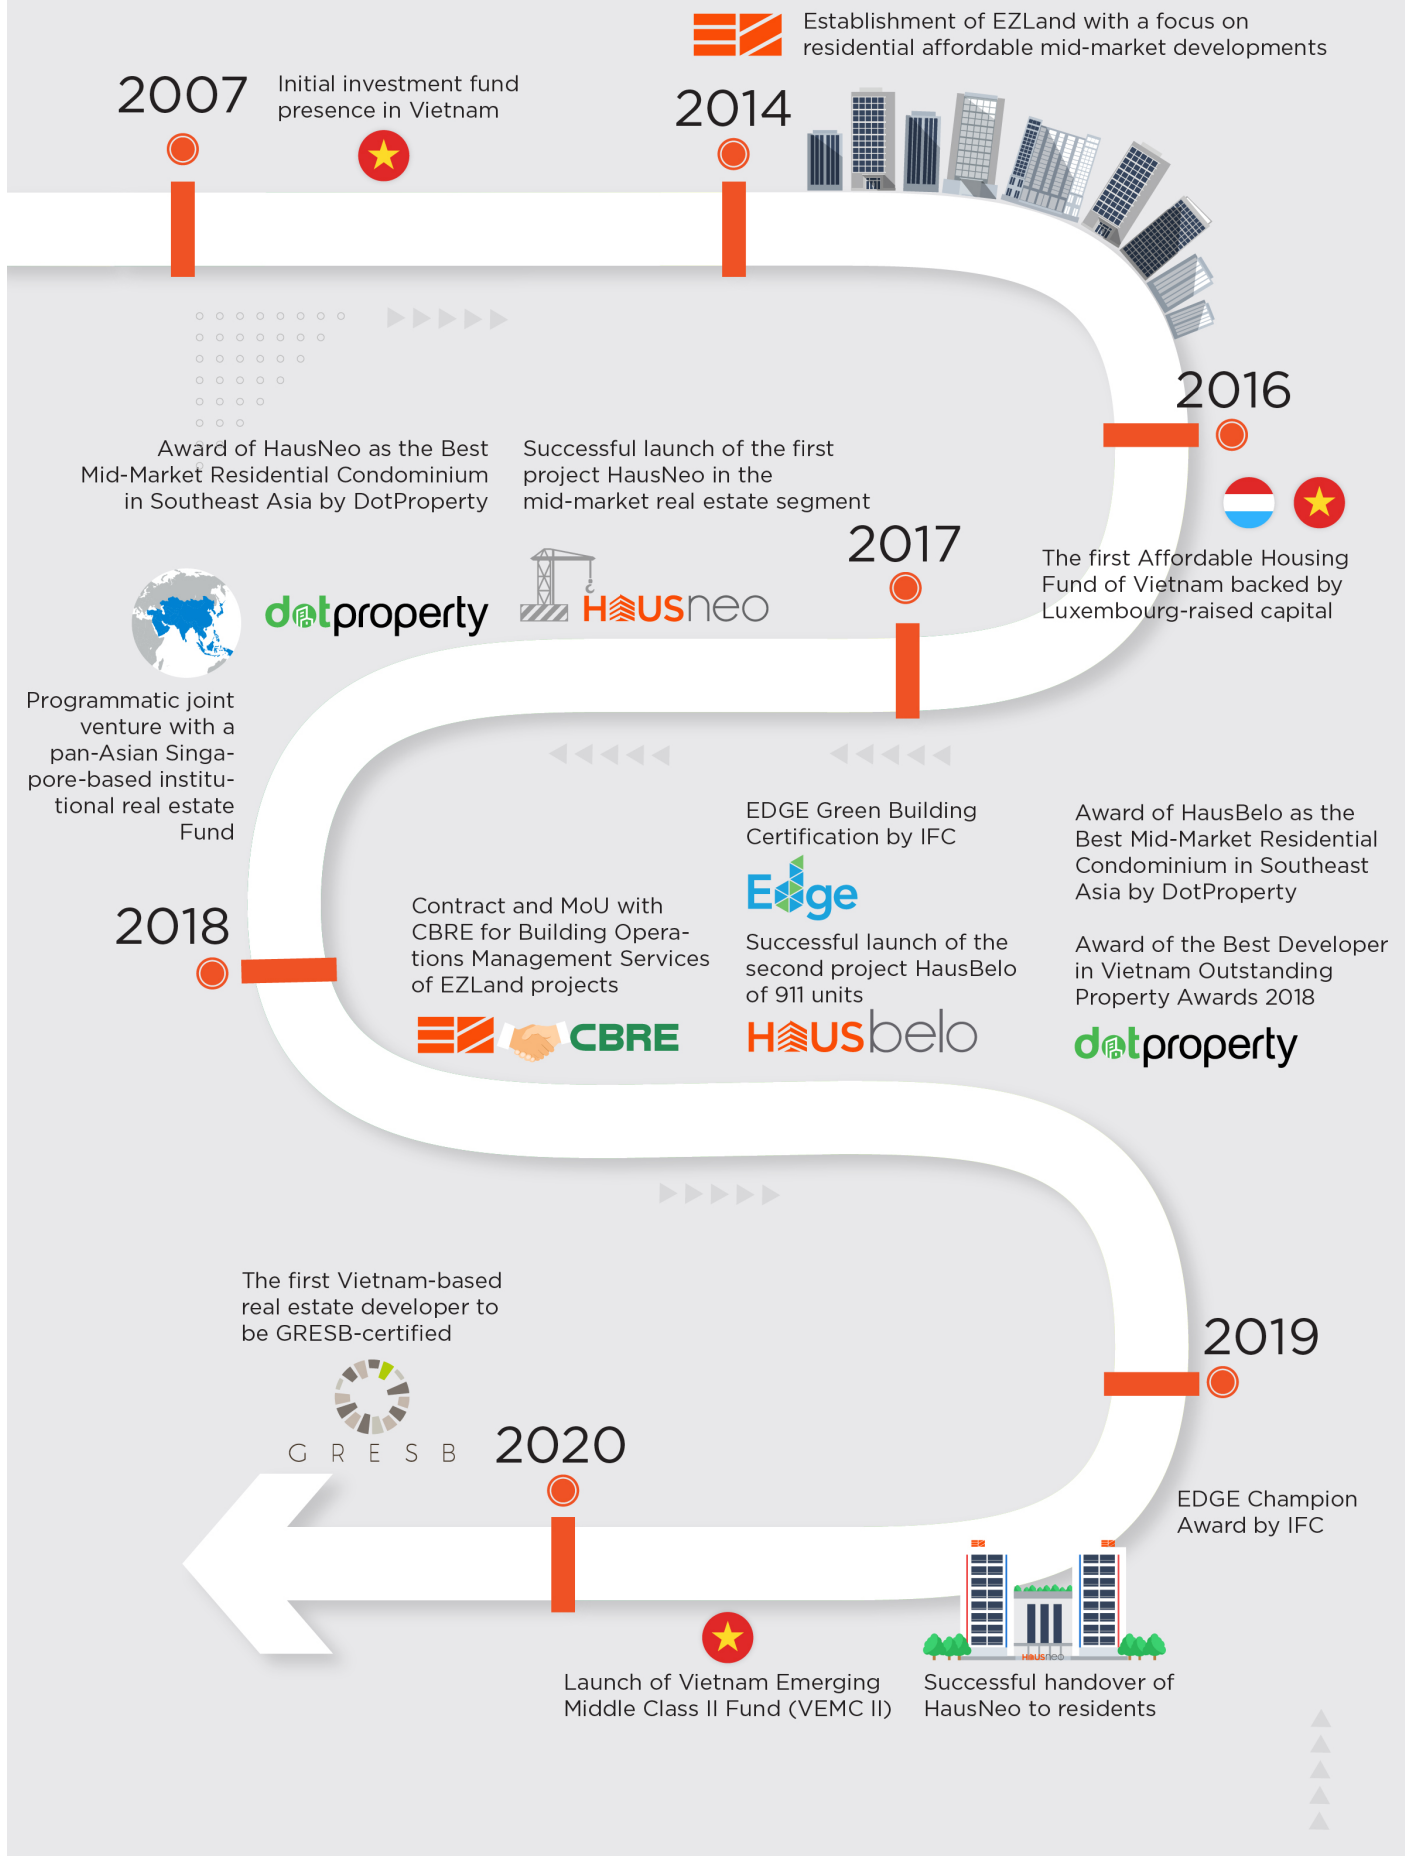 Establishment of EZLand with a focus on
residential affordable mid-market developments
2007
Initial investment fund
presence in Vietnam
2014
2016
The first Affordable Housing
Fund of Vietnam backed by
Luxembourg-raised capital
2017
Successful launch of the first
project HausNeo in the
mid-market real estate segment
HAUSneo
Award of HausNeo as the Best
Mid-Market Residential Condominium
in Southeast Asia by DotProperty
dotproperty
Programmatic joint
venture with a
pan-Asian Singa-
pore-based institu-
tional real estate
Fund
2018
Contract and MoU with
CBRE for Building Opera-
tions Management Services
of EZLand projects
EZ CBRE
EDGE Green Building
Certification by IFC
Edge
Successful launch of the
second project HausBelo
of 911 units
HAUSbelo
Award of HausBelo as the
Best Mid-Market Residential
Condominium in Southeast
Asia by DotProperty
Award of the Best Developer
in Vietnam Outstanding
Property Awards 2018
dotproperty
2019
EDGE Champion
Award by IFC
HAUSneo
Successful handover of
HausNeo to residents
2020
Launch of Vietnam Emerging
Middle Class II Fund (VEMC II)
The first Vietnam-based
real estate developer to
be GRESB-certified
GRESB